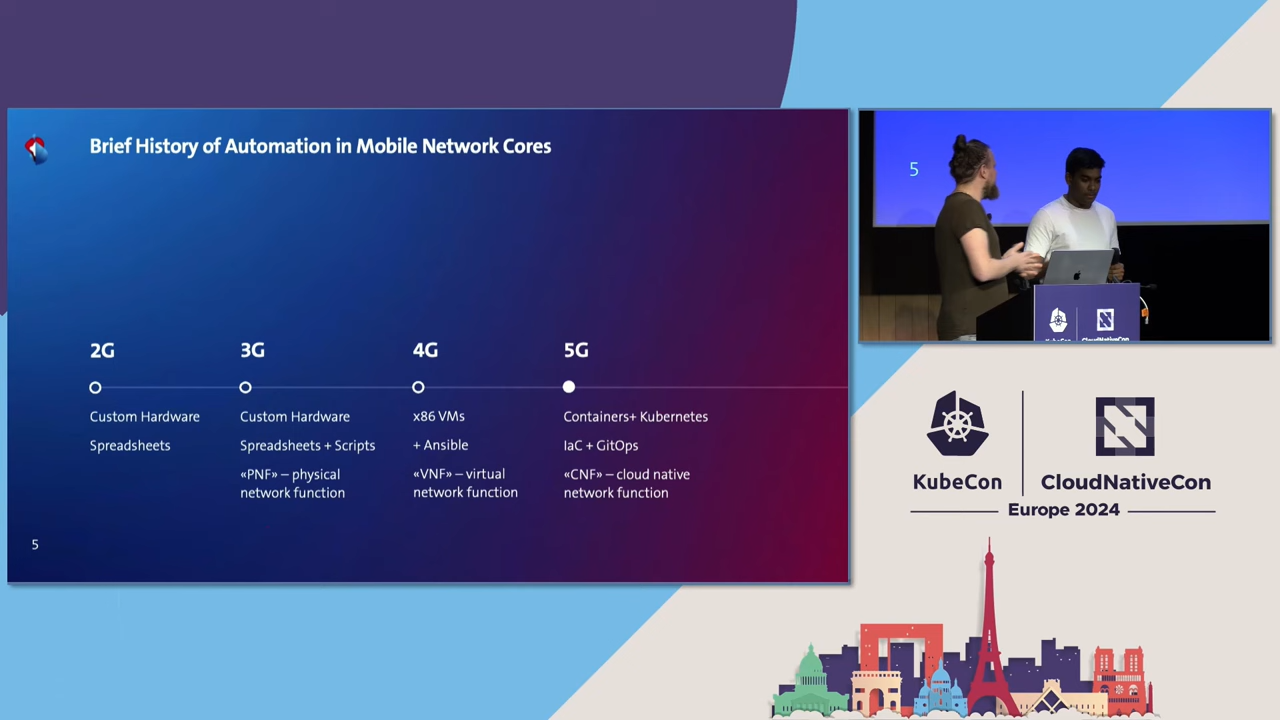 Brief History of Automation in Mobile Network Cores
2G
3G
4G
5G
Custom Hardware
Spreadsheets
Custom Hardware
Spreadsheets + Scripts
«PNF» – physical
network function
x86 VMs
+ Ansible
«VNF» – virtual
network function
Containers+ Kubernetes
IaC + GitOps
«CNF» – cloud native
network function
5
5
KubeCon
CloudNativeCon
Europe 2024